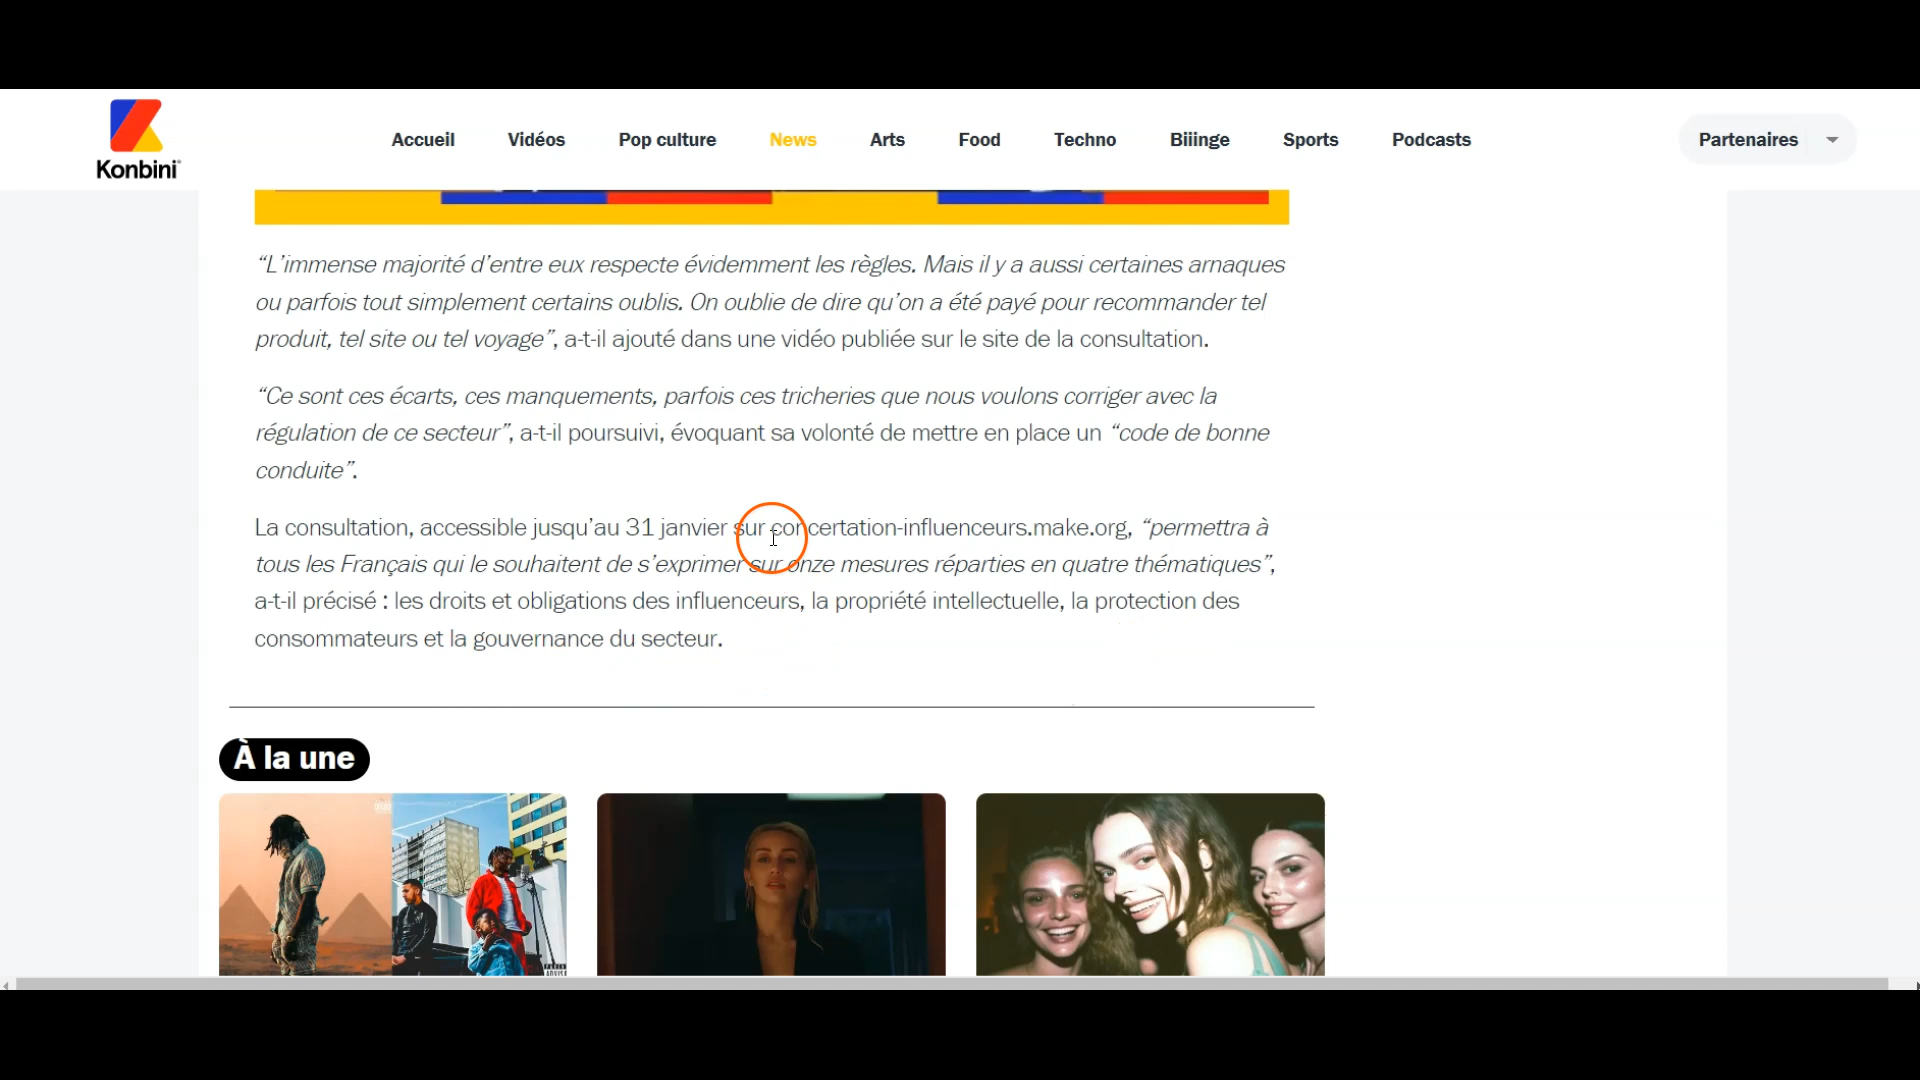 Konbini
Accueil Vidéos Pop culture News Arts Food Techno Biiinge Sports Podcasts Partenaires
“L’immense majorité d’entre eux respecte évidemment les règles. Mais il y a aussi certaines arnaques
ou parfois tout simplement certains oublis. On oublie de dire qu’on a été payé pour recommander tel
produit, tel site ou tel voyage”, a-t-il ajouté dans une vidéo publiée sur le site de la consultation.
“Ce sont ces écarts, ces manquements, parfois ces tricheries que nous voulons corriger avec la
régulation de ce secteur”, a-t-il poursuivi, évoquant sa volonté de mettre en place un “code de bonne
conduite”.
La consultation, accessible jusqu’au 31 janvier sur concertation-influenceurs.make.org, “permettra à
tous les Français qui le souhaitent de s’exprimer sur onze mesures réparties en quatre thématiques”,
a-t-il précisé : les droits et obligations des influenceurs, la propriété intellectuelle, la protection des
consommateurs et la gouvernance du secteur.
À la une